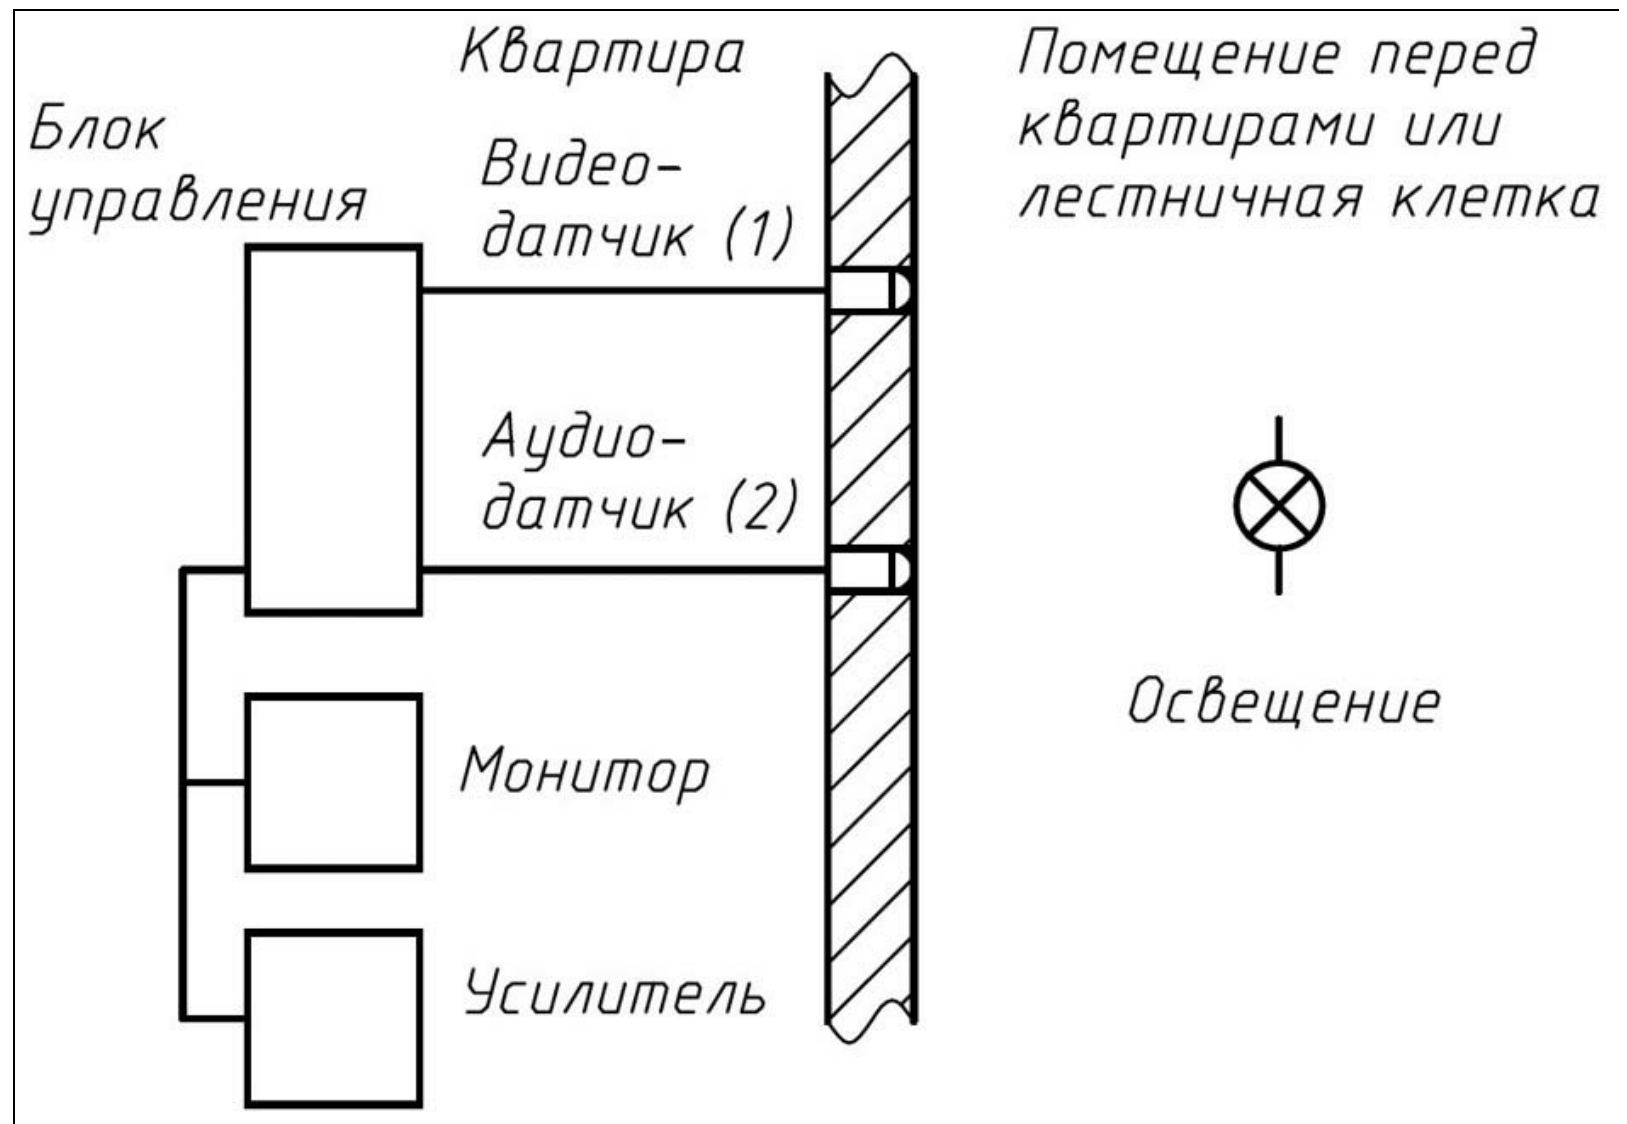 Квартира
Помещение перед
квартирами или
лестничная клетка
Блок
управления
Видео-
датчик (1)
Аудио-
датчик (2)
Освещение
Монитор
Усилитель